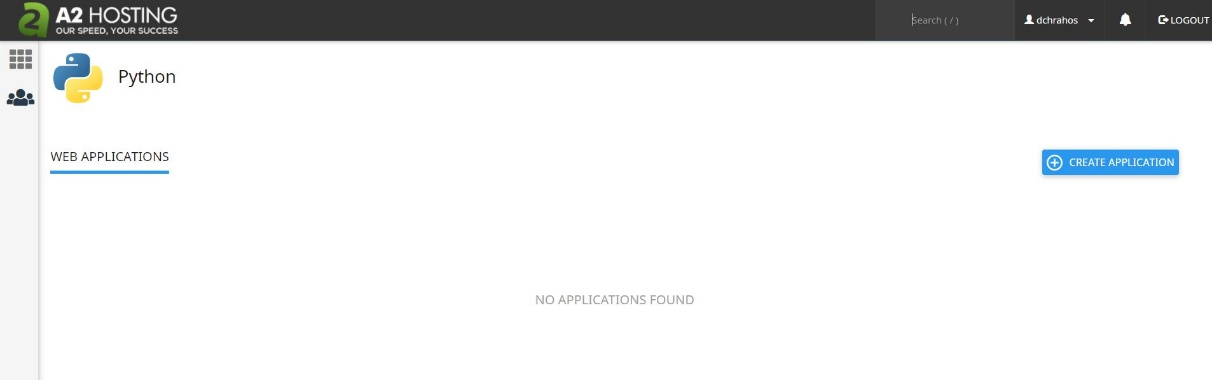 A2 HOSTING
OUR SPEED, YOUR SUCCESS
Search ( / )
dchrahos
LOGOUT
Python
WEB APPLICATIONS
CREATE APPLICATION
NO APPLICATIONS FOUND